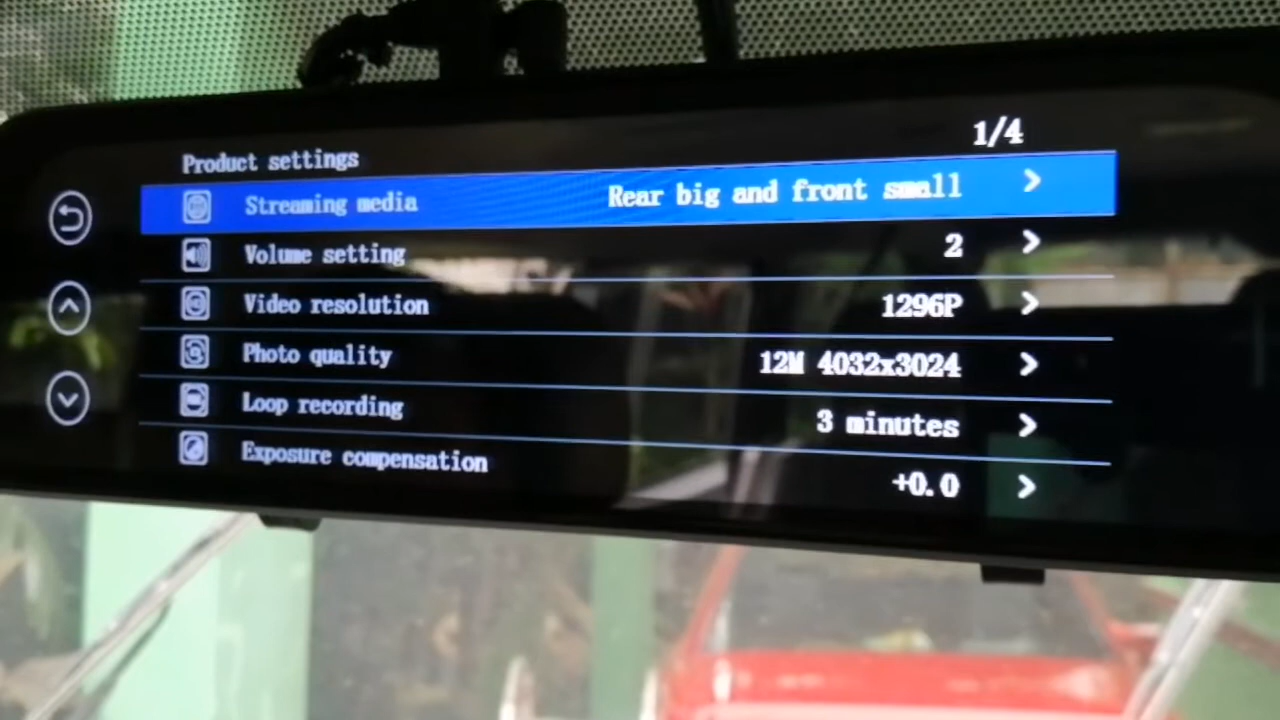 1/4
Product settings
Streaming media Rear big and front small
Volume setting 2
Video resolution 1296P
Photo quality 12M 4032x3024
Loop recording 3 minutes
Exposure compensation +0.0